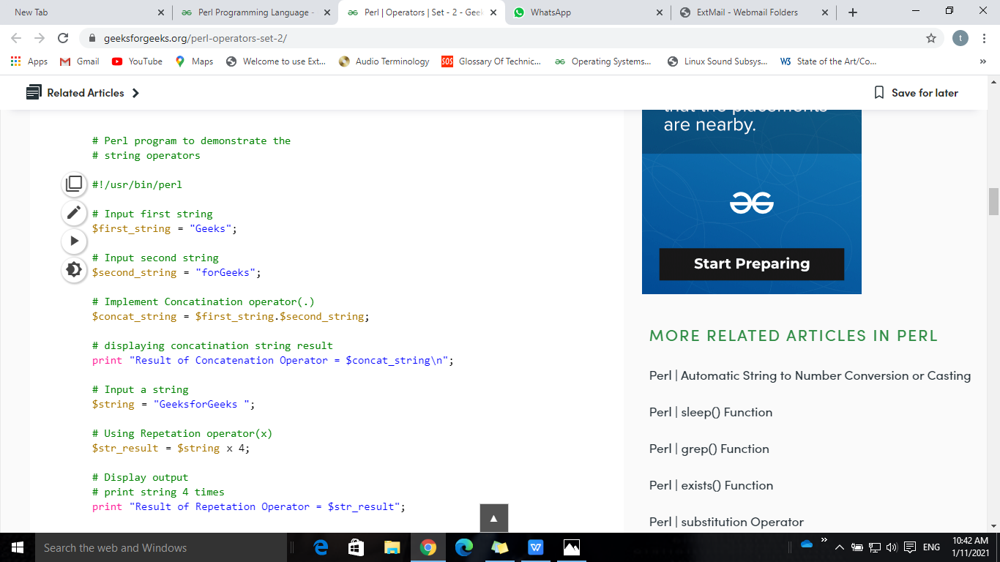 New Tab
Perl Programming Language -
Perl | Operators | Set - 2 - Geek
WhatsApp
ExtMail - Webmail Folders
geeksforgeeks.org/perl-operators-set-2/
t
Apps
Gmail
YouTube
Maps
Welcome to use Ext...
Audio Terminology
SOS
Glossary Of Technic...
Operating Systems...
Linux Sound Subsys...
W3
State of the Art/Co...
Related Articles
Save for later
# Perl program to demonstrate the
# string operators
#!/usr/bin/perl
# Input first string
$first_string = "Geeks";
# Input second string
$second_string = "forGeeks";
# Implement Concatination operator(.)
$concat_string = $first_string.$second_string;
# displaying concatination string result
print "Result of Concatenation Operator = $concat_string\n";
# Input a string
$string = "GeeksforGeeks ";
# Using Repetation operator(x)
$str_result = $string x 4;
# Display output
# print string 4 times
print "Result of Repetation Operator = $str_result";
that the placements
are nearby.
Start Preparing
MORE RELATED ARTICLES IN PERL
Perl | Automatic String to Number Conversion or Casting
Perl | sleep() Function
Perl | grep() Function
Perl | exists() Function
Perl | substitution Operator
Search the web and Windows
W
ENG
10:42 AM
1/11/2021